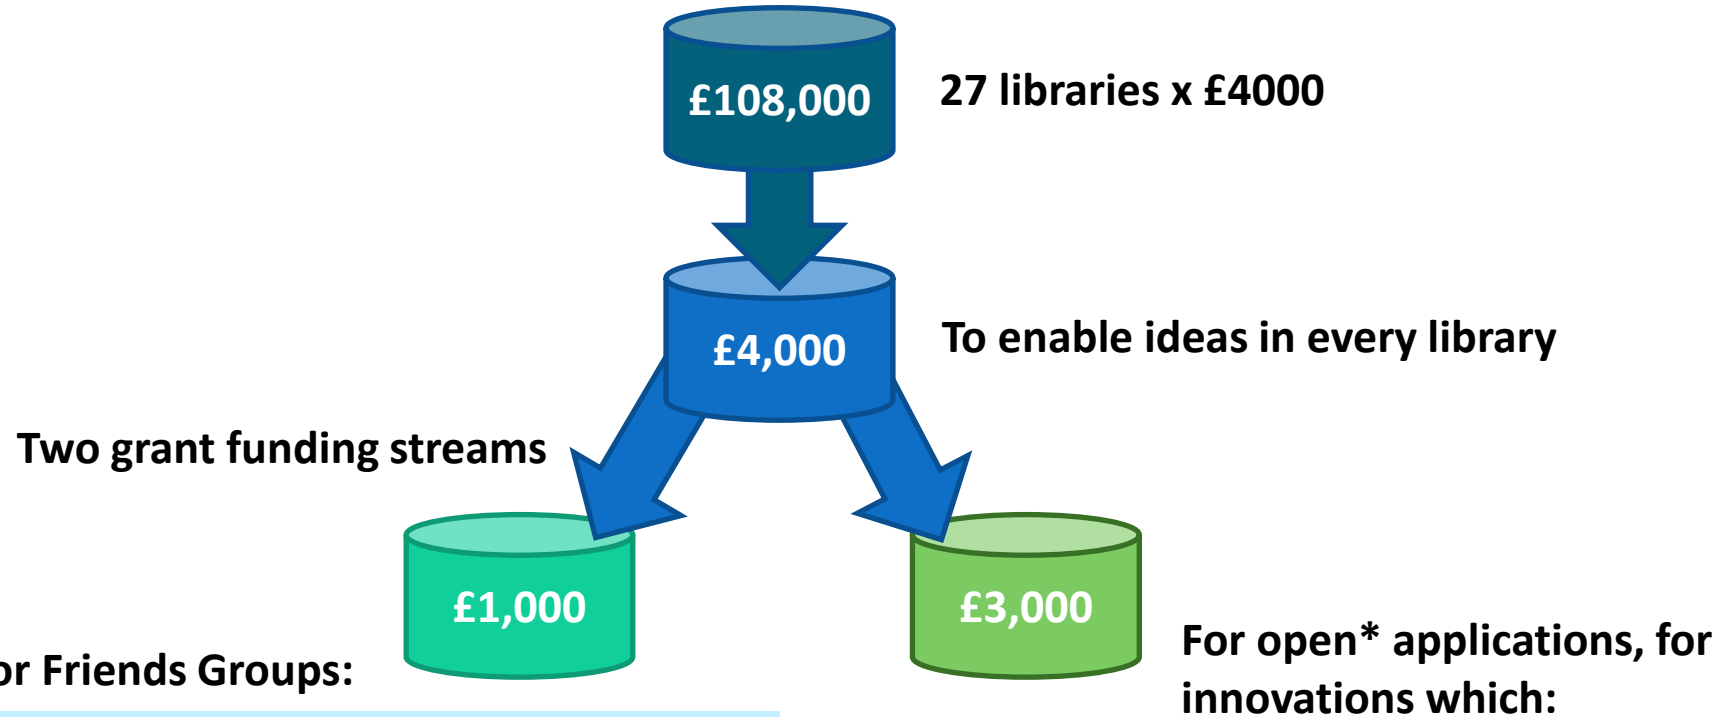 £108,000
27 libraries x £4000
£4,000
To enable ideas in every library
Two grant funding streams
£1,000
£3,000
or Friends Groups:
For open* applications, for
innovations which: